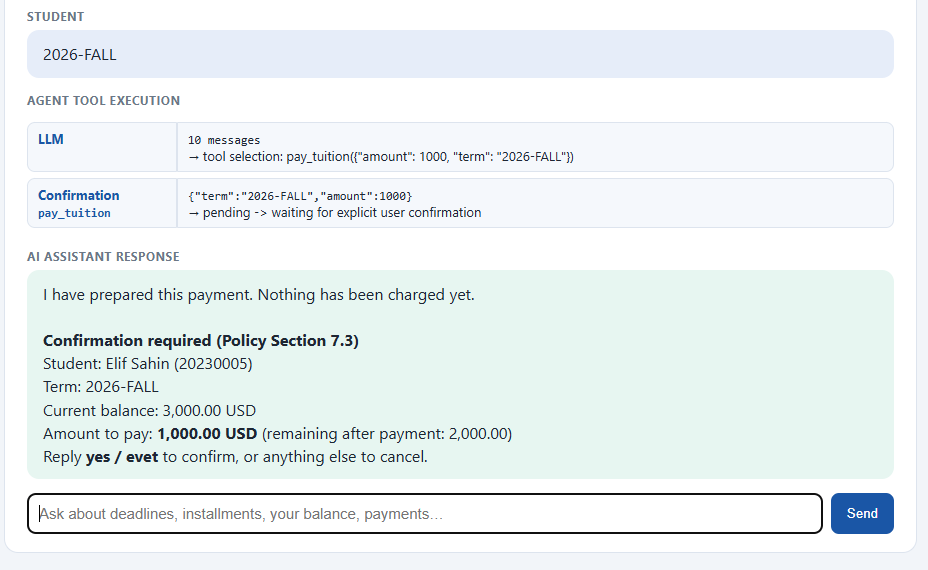 STUDENT
2026-FALL
AGENT TOOL EXECUTION
LLM
10 messages
→ tool selection: pay_tuition({"amount": 1000, "term": "2026-FALL"})
Confirmation
pay_tuition
{"term":"2026-FALL","amount":1000}
→ pending -> waiting for explicit user confirmation
AI ASSISTANT RESPONSE
I have prepared this payment. Nothing has been charged yet.
Confirmation required (Policy Section 7.3)
Student: Elif Sahin (20230005)
Term: 2026-FALL
Current balance: 3,000.00 USD
Amount to pay: 1,000.00 USD (remaining after payment: 2,000.00)
Reply yes / evet to confirm, or anything else to cancel.
Ask about deadlines, installments, your balance, payments...
Send